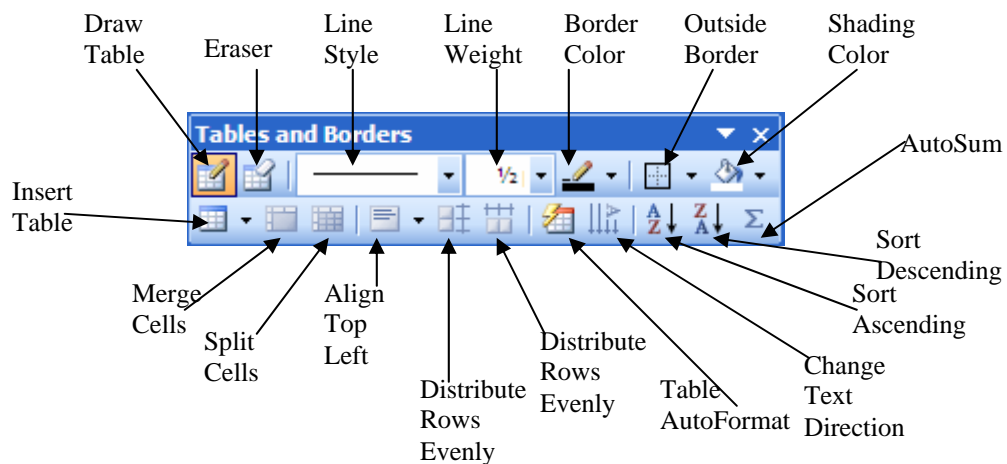 Draw
Table
Eraser
Line
Style
Line
Weight
Border
Color
Outside
Border
Shading
Color
Tables and Borders
AutoSum
½
Insert
Table
A
Z
Z
A
Σ
A
Sort
Descending
Merge
Cells
Split
Cells
Align
Top
Left
Distribute
Rows
Evenly
Distribute
Rows
Evenly
Table
AutoFormat
Change
Text
Direction
Sort
Ascending